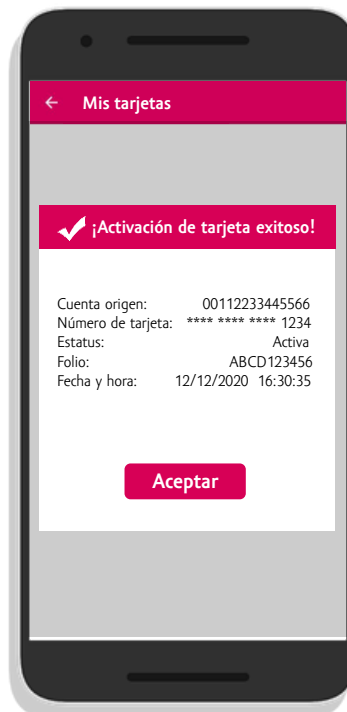 Mis tarjetas
¡Activación de tarjeta exitoso!
Cuenta origen: 00112233445566
Número de tarjeta: **** **** **** 1234
Estatus: Activa
Folio: ABCD123456
Fecha y hora: 12/12/2020 16:30:35
Aceptar